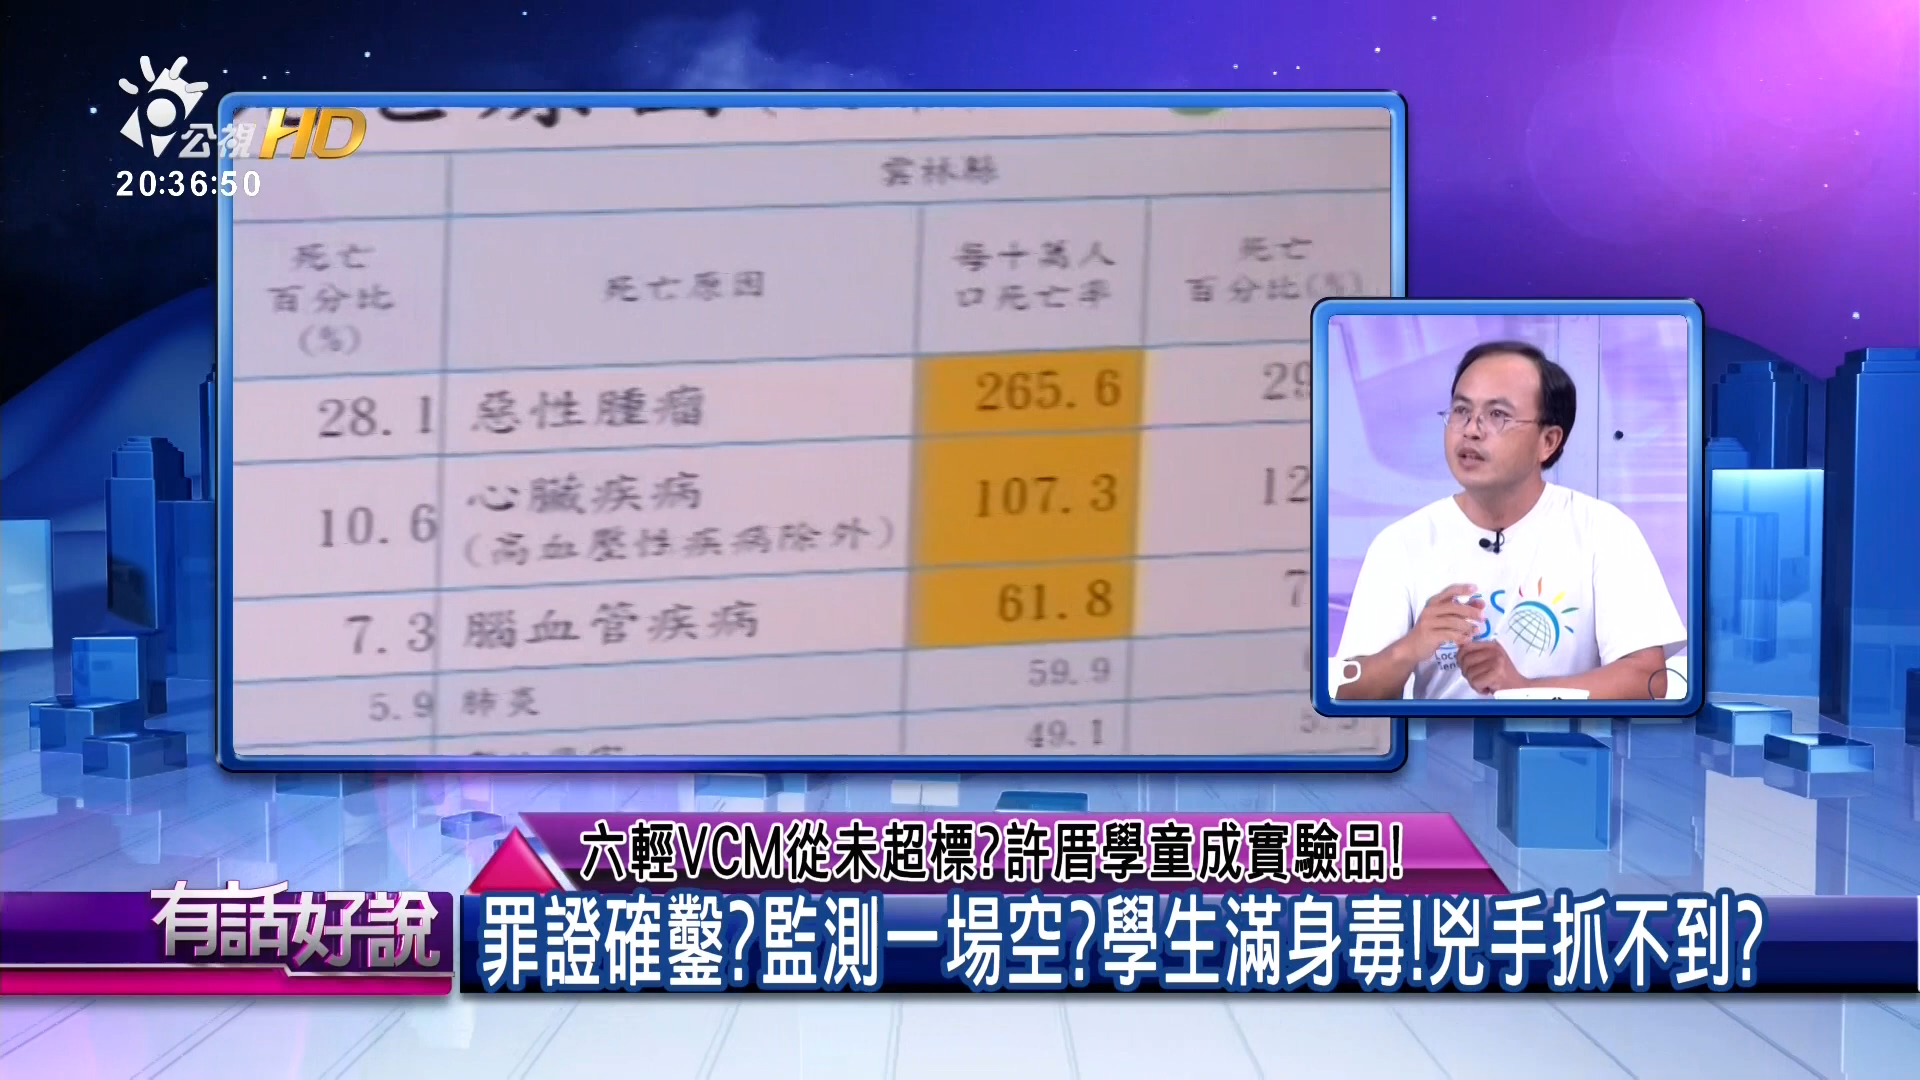 公視HD
20:36:50
雲林縣
死亡
百分比
(%)
死亡原因
每十萬人
口死亡率
死亡
百分比(%)
28.1 惡性腫瘤 265.6 29
10.6 心臟疾病 107.3 12
(高血壓性疾病除外)
7.3 腦血管疾病 61.8 7
5.9 肺炎 59.9
49.1
六輕VCM從未超標?許厝學童成實驗品!
有話好說
罪證確鑿?監測一場空?學生滿身毒!兇手抓不到?